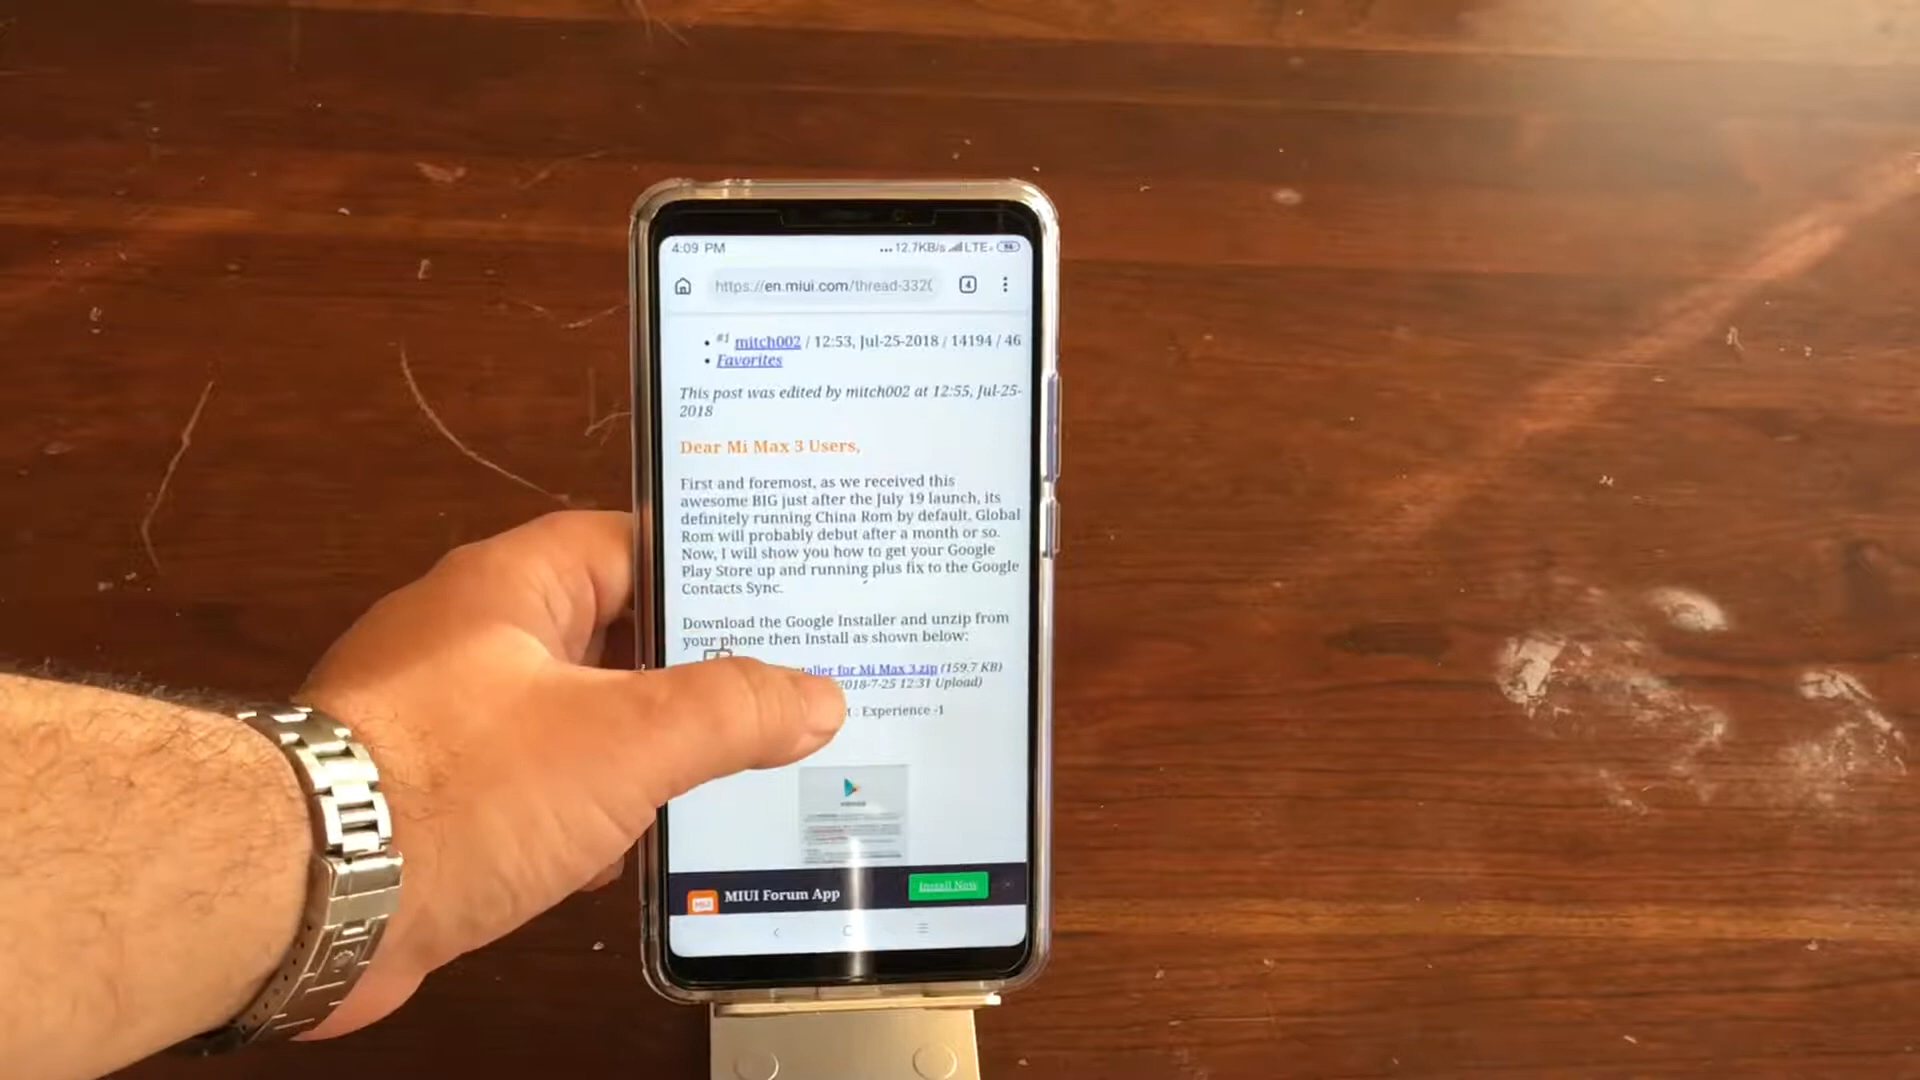 4:09 PM
... 12.7KB/s LTE
https://en.miui.com/thread-332
4
#1 mitch002 / 12:53, Jul-25-2018 / 14194 / 46
Favorites
This post was edited by mitch002 at 12:55, Jul-25-
2018
Dear Mi Max 3 Users,
First and foremost, as we received this
awesome BIG just after the July 19 launch, its
definitely running China Rom by default. Global
Rom will probably debut after a month or so.
Now, I will show you how to get your Google
Play Store up and running plus fix to the Google
Contacts Sync.
Download the Google Installer and unzip from
your phone then Install as shown below:
taller for Mi Max 3.zip (159.7 KB)
2018-7-25 12:31 Upload)
t : Experience -1
MIUI Forum App
Install Now